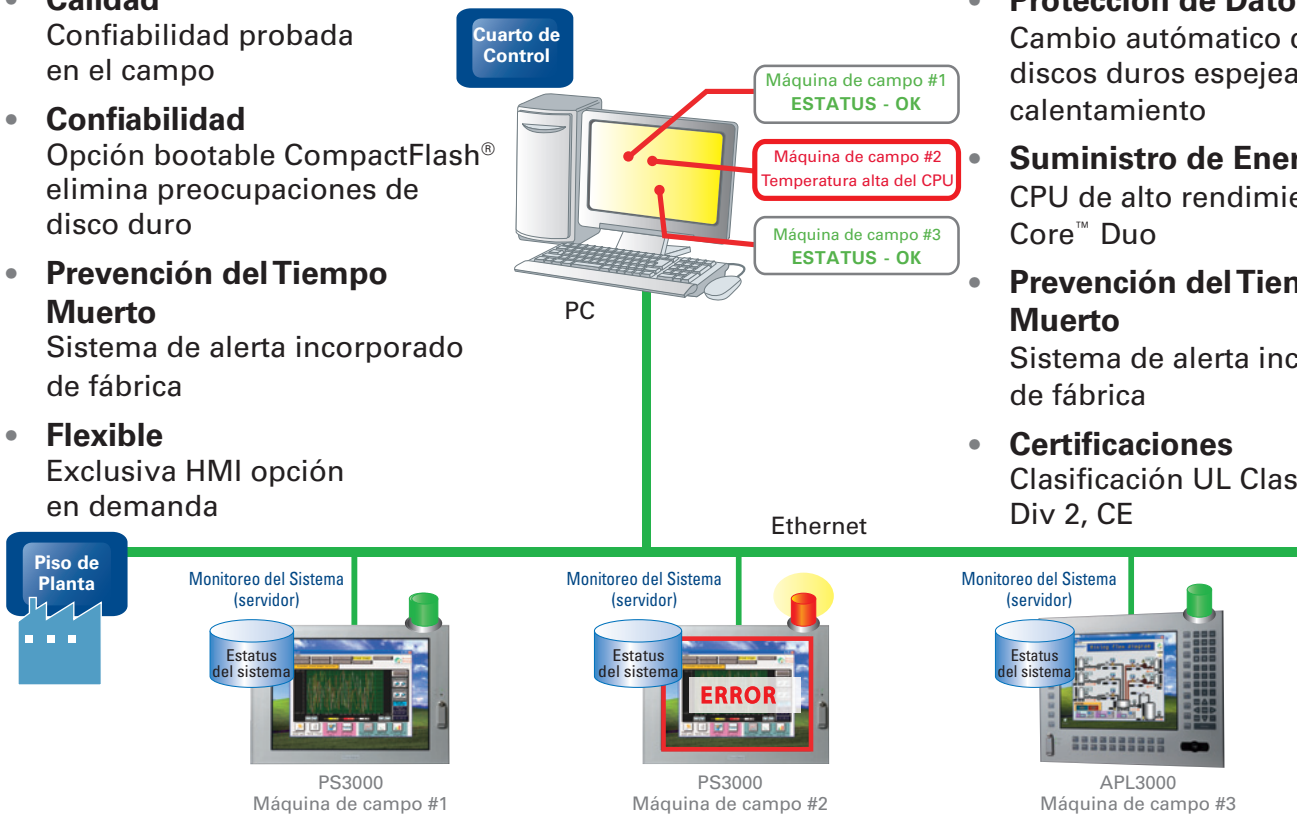 Calidad
Confiabilidad probada
en el campo
Confiabilidad
Opción bootable CompactFlash®
elimina preocupaciones de
disco duro
Prevención del Tiempo
Muerto
Sistema de alerta incorporado
de fábrica
Flexible
Exclusiva HMI opción
en demanda
Cuarto de
Control
Máquina de campo #1
ESTATUS - OK
Máquina de campo #2
Temperatura alta del CPU
Máquina de campo #3
ESTATUS - OK
PC
Protección de Dato
Cambio autómatico
discos duros espejea
calentamiento
Suministro de Ener
CPU de alto rendimie
Core™ Duo
Prevención del Tien
Muerto
Sistema de alerta inc
de fábrica
Certificaciones
Clasificación UL Clas
Div 2, CE
Ethernet
Piso de
Planta
Monitoreo del Sistema
(servidor)
Estatus
del sistema
PS3000
Máquina de campo #1
Monitoreo del Sistema
(servidor)
Estatus
del sistema
ERROR
PS3000
Máquina de campo #2
Monitoreo del Sistema
(servidor)
Estatus
del sistema
APL3000
Máquina de campo #3